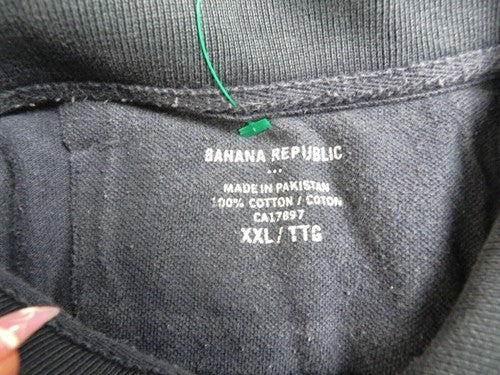 BANANA REPUBLIC
...
MADE IN PAKISTAN
100% COTTON / COTON
CA17897
XXL / TTG